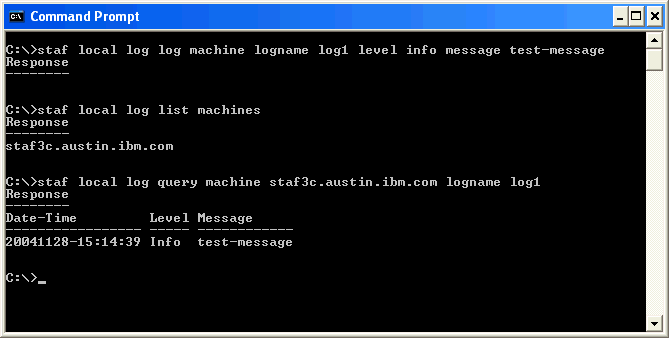 Command Prompt
C:\>staf local log log machine logname log1 level info message test-message
Response
--------
C:\>staf local log list machines
Response
--------
staf3c.austin.ibm.com
C:\>staf local log query machine staf3c.austin.ibm.com logname log1
Response
--------
Date-Time         Level Message
----------------- ----- ------------
20041128-15:14:39 Info  test-message
C:\>_